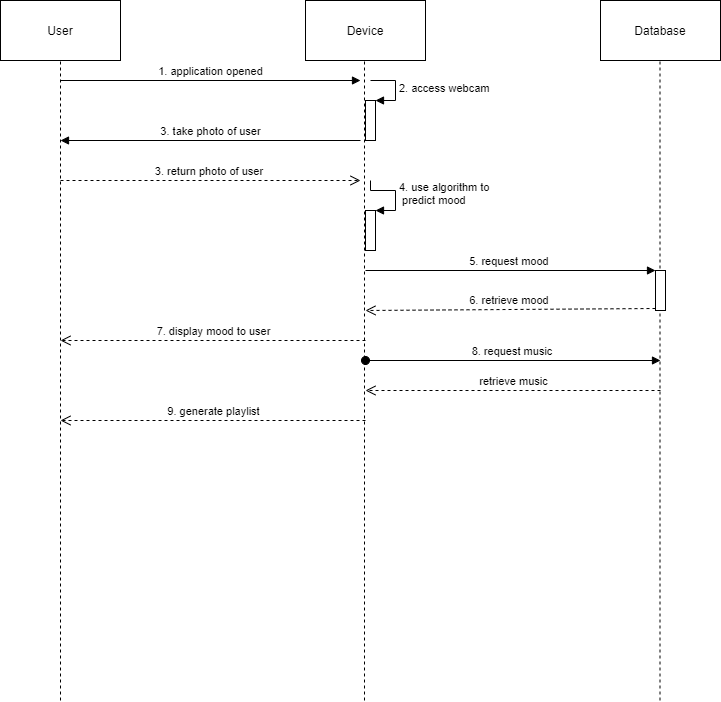 User
Device
Database
1. application opened
2. access webcam
3. take photo of user
3. return photo of user
4. use algorithm to
predict mood
5. request mood
6. retrieve mood
7. display mood to user
8. request music
retrieve music
9. generate playlist